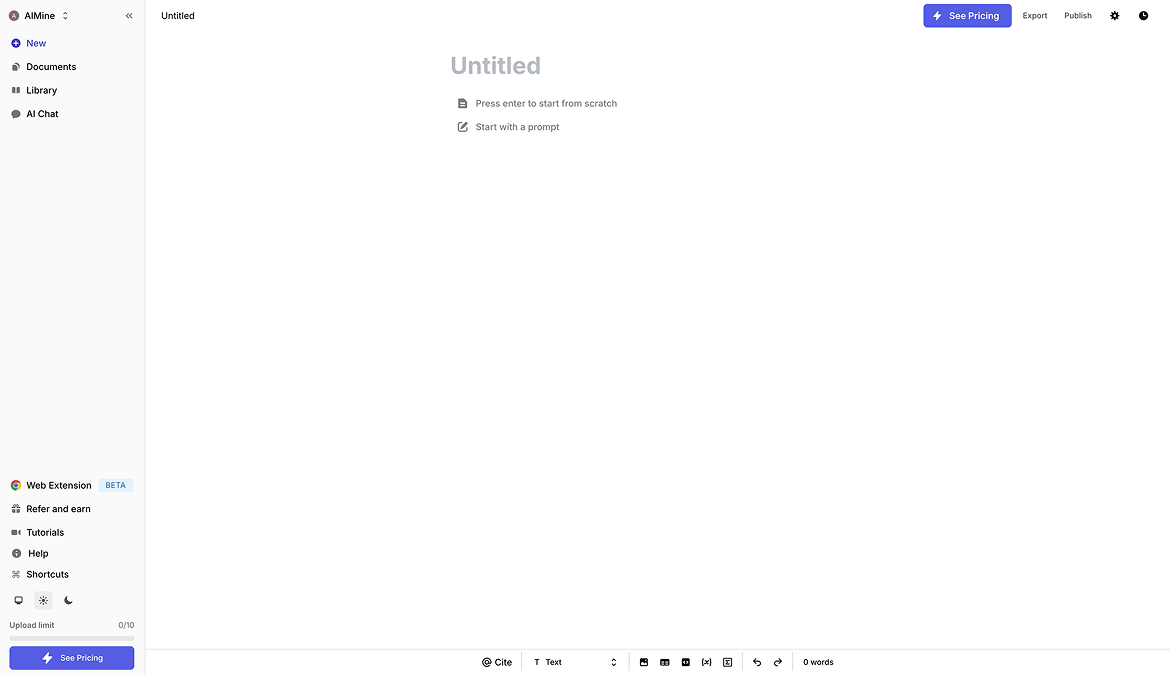 A AIMine
New
Documents
Library
AI Chat
Web Extension BETA
Refer and earn
Tutorials
Help
Shortcuts
Upload limit 0/10
See Pricing
Untitled
See Pricing Export Publish
Untitled
Press enter to start from scratch
Start with a prompt
@ Cite T Text (x) 0 words